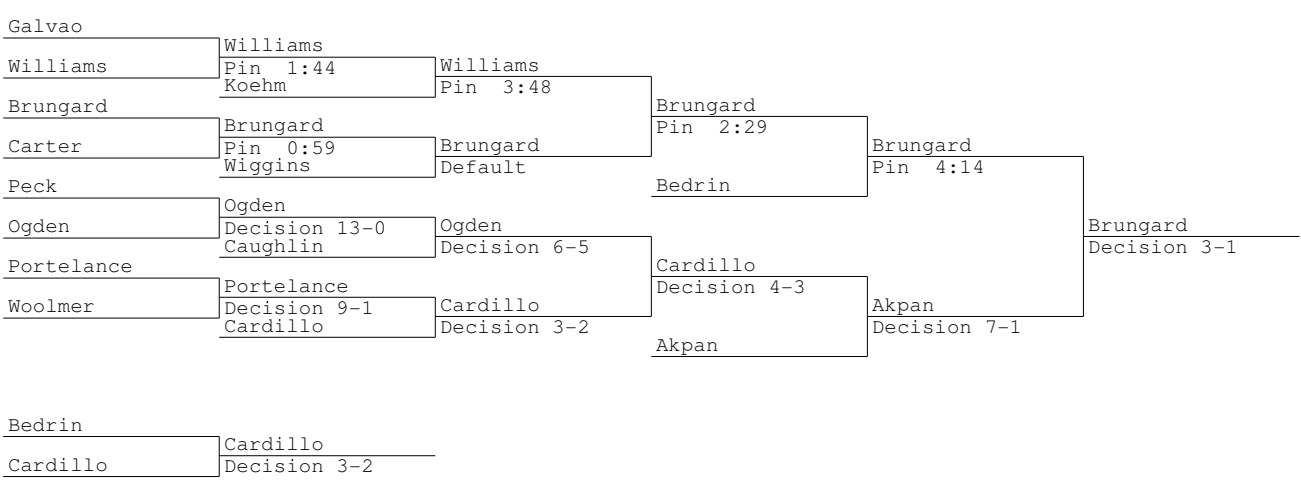 Galvao
Williams
Williams
Pin 1:44
Williams
Koehm
Pin 3:48
Brungard
Brungard
Brungard
Pin 2:29
Carter
Pin 0:59
Brungard
Brungard
Wiggins
Default
Pin 4:14
Peck
Bedrin
Ogden
Ogden
Decision 13-0
Ogden
Brungard
Caughlin
Decision 6-5
Decision 3-1
Portelance
Cardillo
Portelance
Decision 4-3
Woolmer
Decision 9-1
Cardillo
Akpan
Cardillo
Decision 3-2
Decision 7-1
Akpan
Bedrin
Cardillo
Cardillo
Decision 3-2